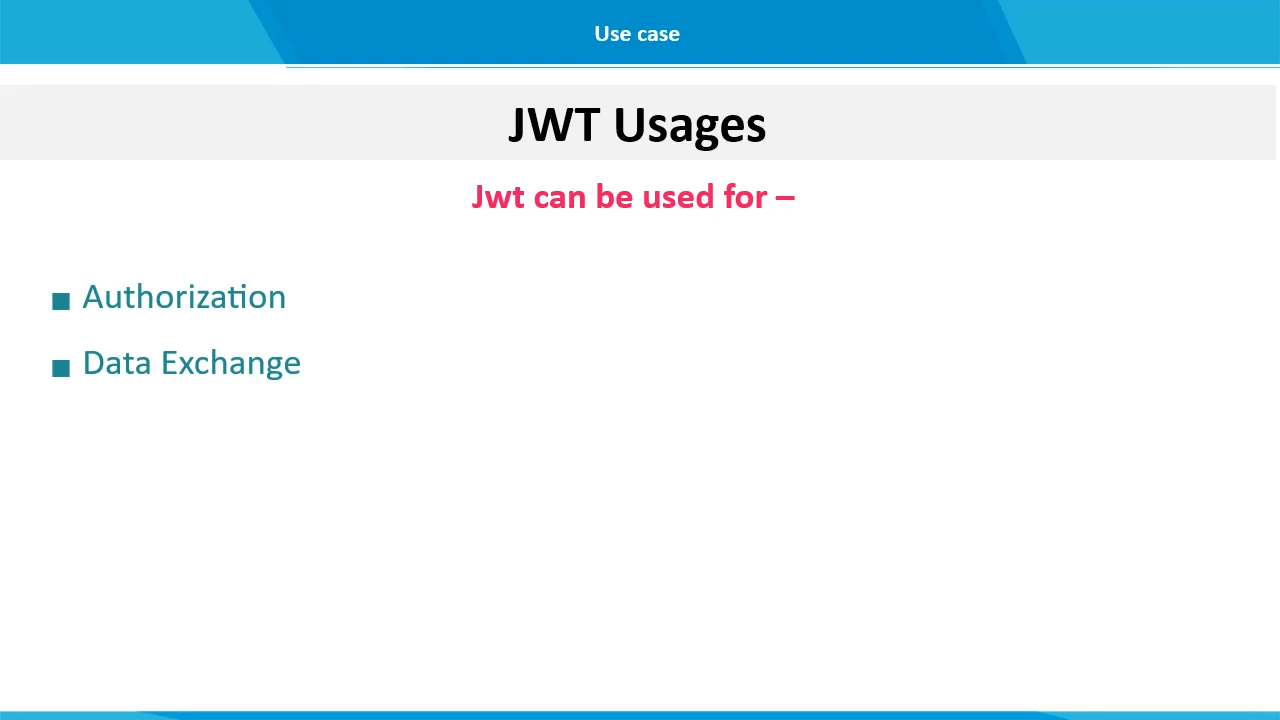 Use case
JWT Usages
Jwt can be used for –
■ Authorization
■ Data Exchange